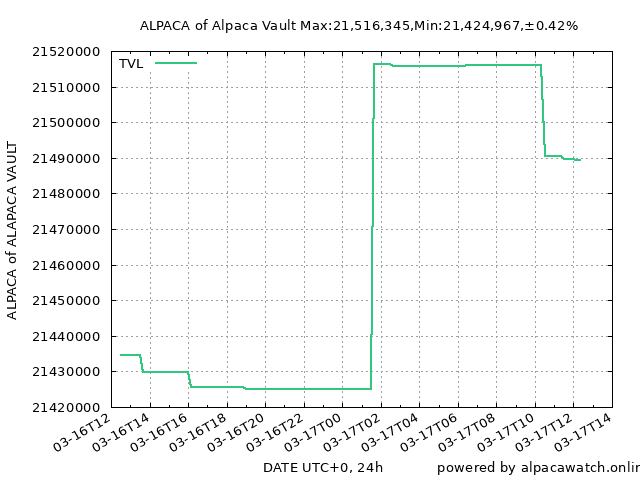 ALPACA of Alpaca Vault Max:21,516,345,Min:21,424,967,±0.42%
TVL
21520000
21510000
21500000
21490000
21480000
21470000
21460000
21450000
21440000
21430000
21420000
ALPACA of ALAPACA VAULT
03-16T12
03-16T14
03-16T16
03-16T18
03-16T20
03-16T22
03-17T00
03-17T02
03-17T04
03-17T06
03-17T08
03-17T10
03-17T12
03-17T14
DATE UTC+0, 24h
powered by alpacawatch.onlin